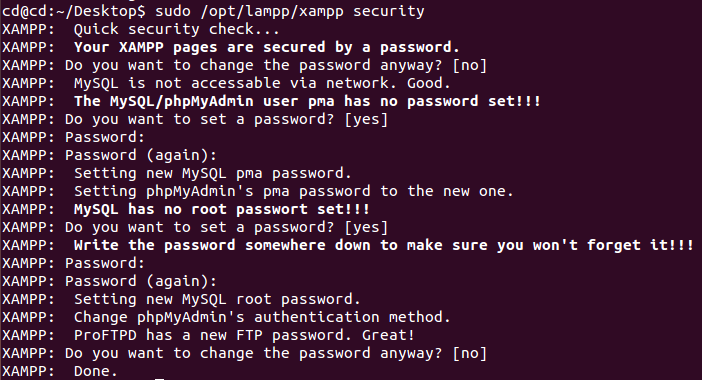 cd@cd:~/Desktop$ sudo /opt/lampp/xampp security
XAMPP:  Quick security check...
XAMPP:  Your XAMPP pages are secured by a password.
XAMPP: Do you want to change the password anyway? [no]
XAMPP:  MySQL is not accessable via network. Good.
XAMPP:  The MySQL/phpMyAdmin user pma has no password set!!!
XAMPP: Do you want to set a password? [yes]
XAMPP: Password:
XAMPP: Password (again):
XAMPP:  Setting new MySQL pma password.
XAMPP:  Setting phpMyAdmin's pma password to the new one.
XAMPP:  MySQL has no root passwort set!!!
XAMPP: Do you want to set a password? [yes]
XAMPP:  Write the password somewhere down to make sure you won't forget it!!!
XAMPP: Password:
XAMPP: Password (again):
XAMPP:  Setting new MySQL root password.
XAMPP:  Change phpMyAdmin's authentication method.
XAMPP:  ProFTPD has a new FTP password. Great!
XAMPP: Do you want to change the password anyway? [no]
XAMPP:  Done.